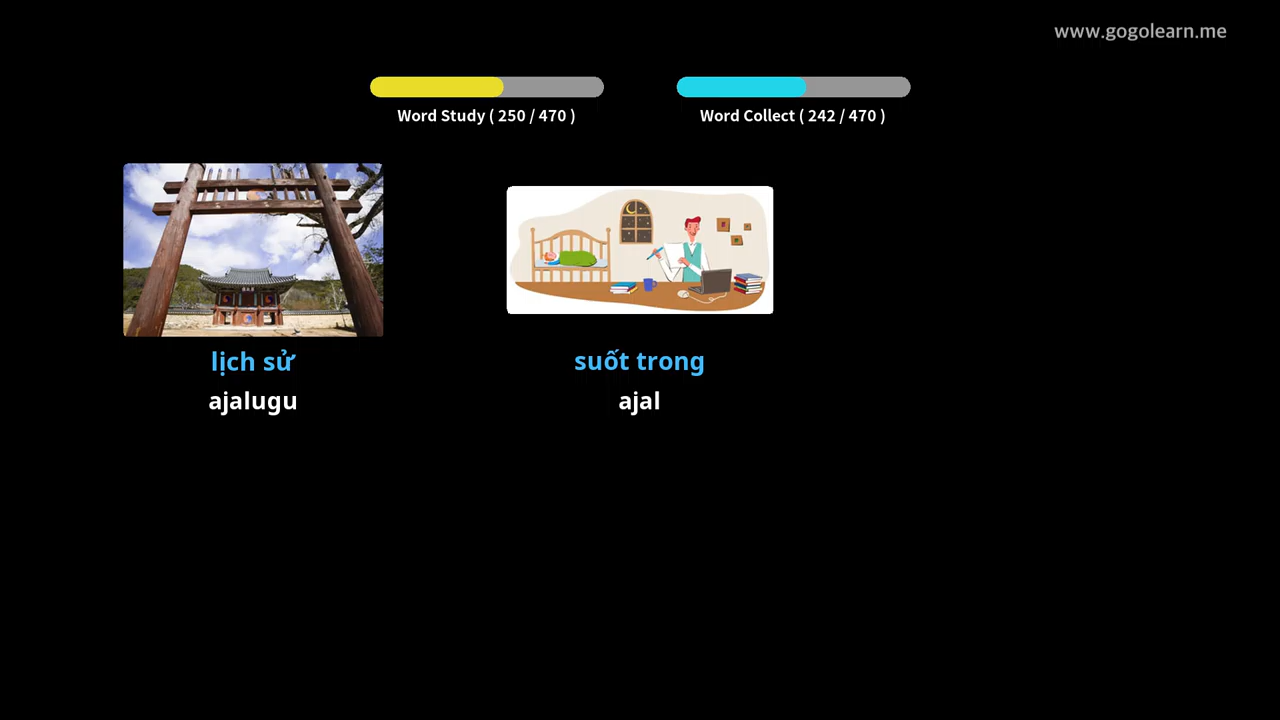 www.gogolearn.me
Word Study ( 250 / 470 )
Word Collect ( 242 / 470 )
lịch sử
ajalugu
suốt trong
ajal